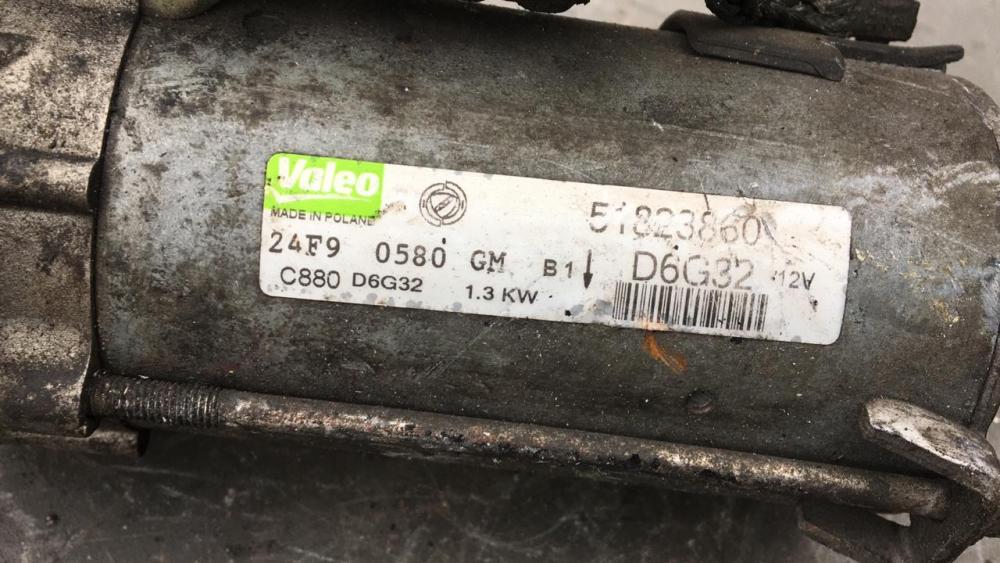 Valeo
MADE IN POLAND
51823860
24F9 0580 GM B1 D6G32 12V
C880 D6G32 1.3 KW